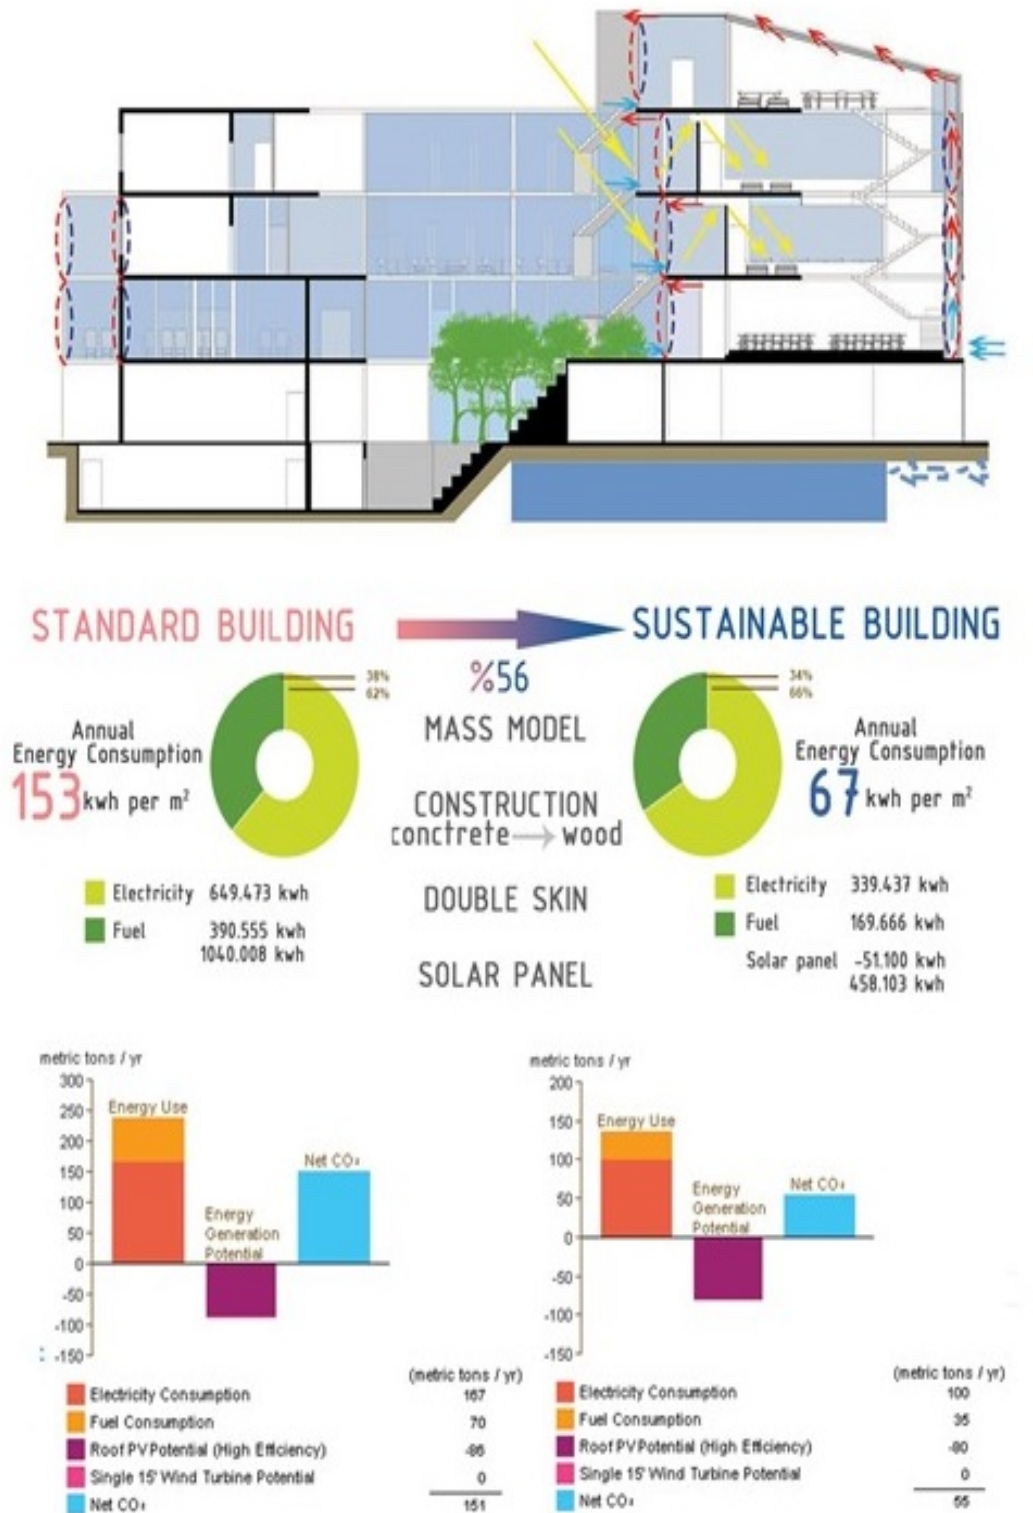 STANDARD BUILDING
SUSTAINABLE BUILDING
%56
38%
62%
Annual
Energy Consumption
153 kwh per m²
Electricity 649.473 kwh
Fuel 390.555 kwh
1040.008 kwh
MASS MODEL
CONSTRUCTION
concrete → wood
DOUBLE SKIN
SOLAR PANEL
34%
66%
Annual
Energy Consumption
67 kwh per m²
Electricity 339.437 kwh
Fuel 169.666 kwh
Solar panel -51.100 kwh
458.103 kwh
metric tons / yr
300
250
200
150
100
50
0
-50
-100
-150
Energy Use
Energy
Generation
Potential
Net CO₂
(metric tons / yr)
Electricity Consumption 167
Fuel Consumption 70
Roof PV Potential (High Efficiency) -86
Single 15' Wind Turbine Potential 0
Net CO₂ 151
metric tons / yr
200
150
100
50
0
-50
-100
-150
Energy Use
Energy
Generation
Potential
Net CO₂
(metric tons / yr)
Electricity Consumption 100
Fuel Consumption 35
Roof PV Potential (High Efficiency) -80
Single 15' Wind Turbine Potential 0
Net CO₂ 55